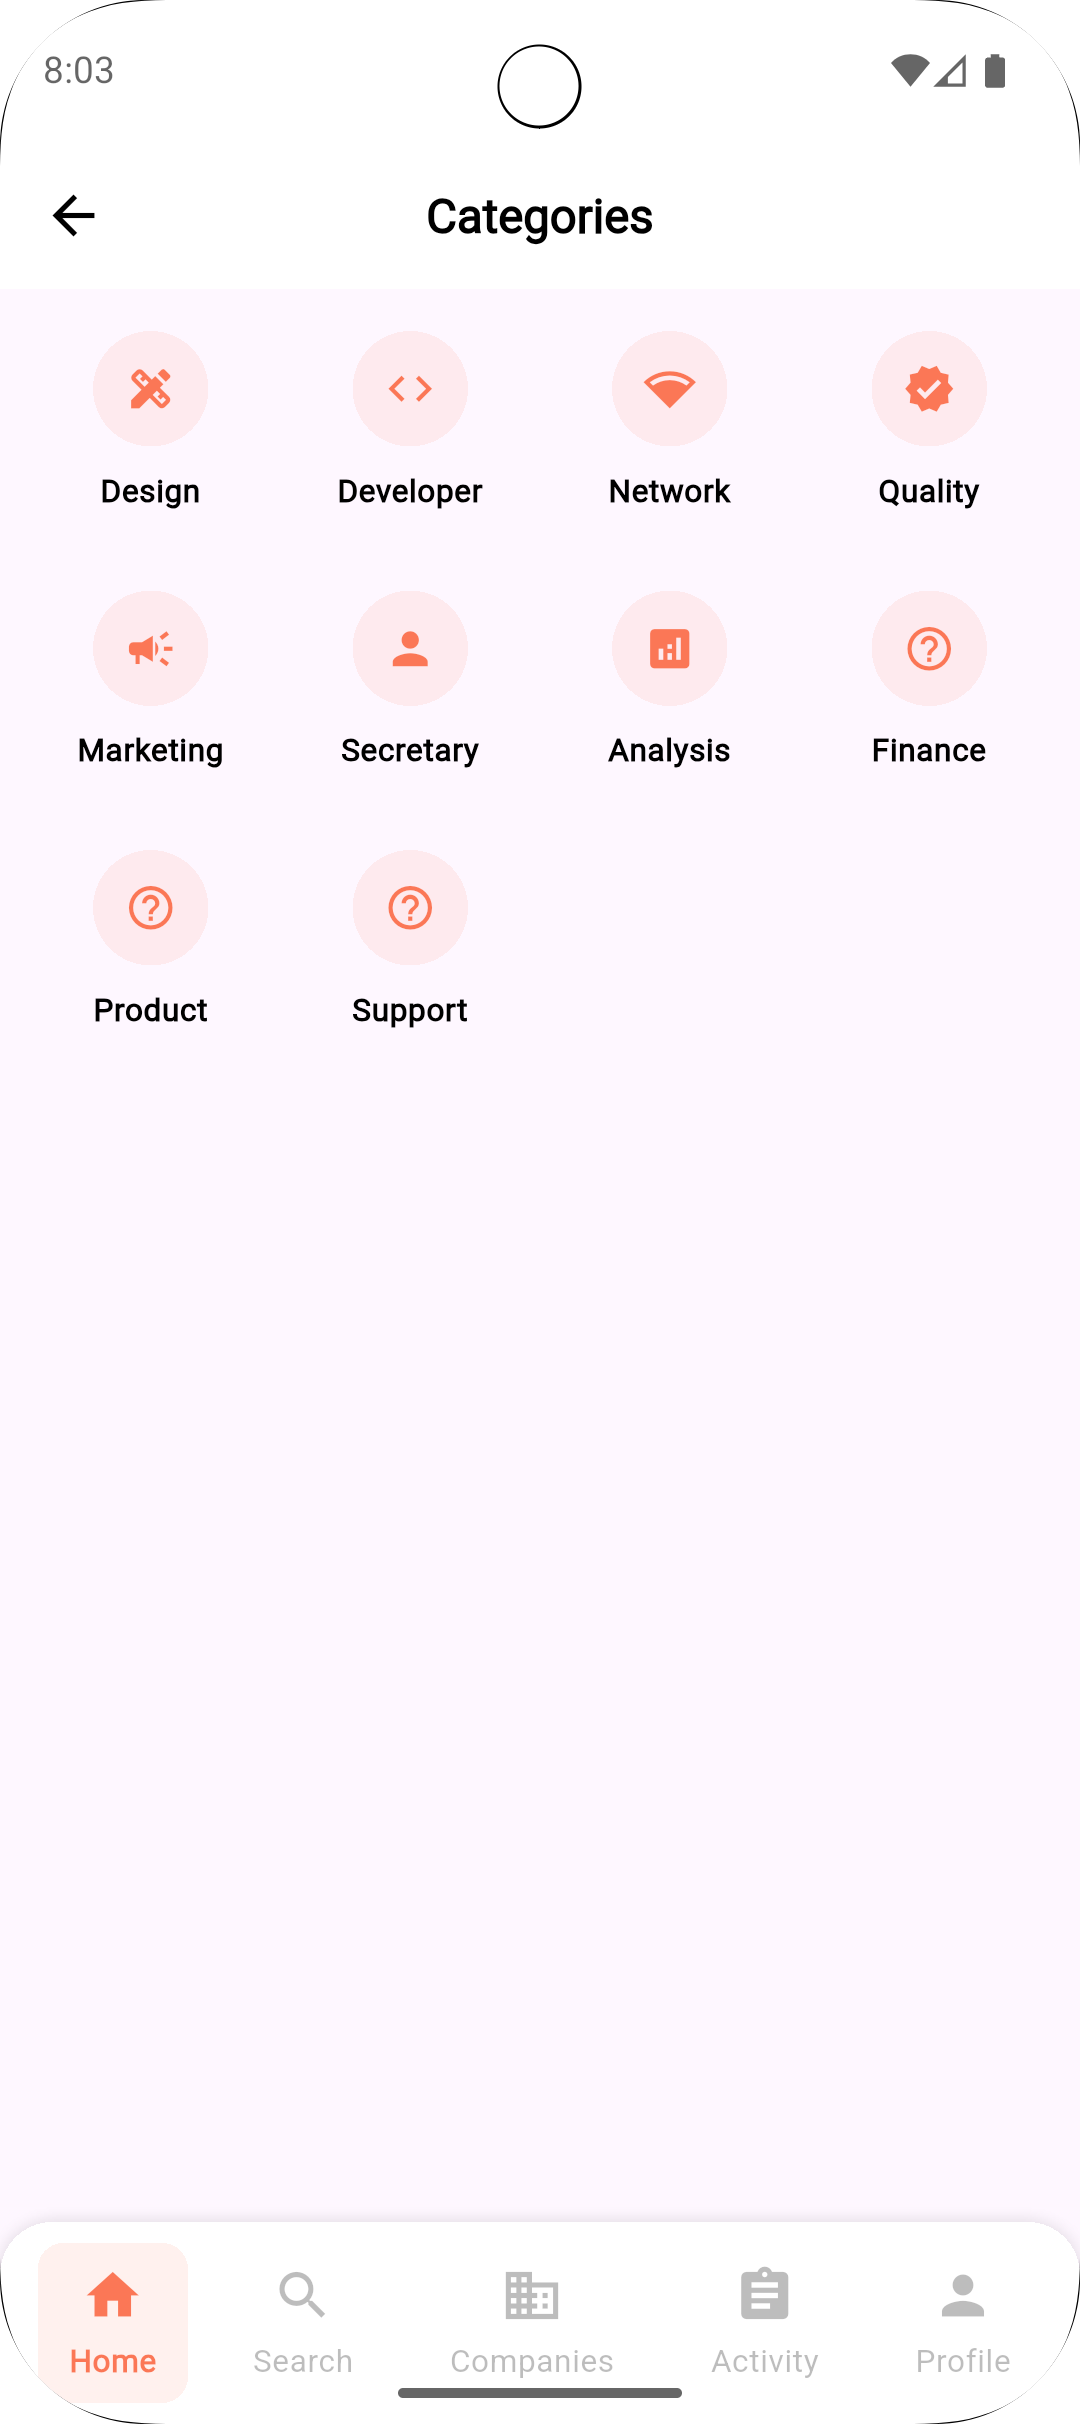 8:03
Categories
Design Developer Network Quality
Marketing Secretary Analysis Finance
Product Support
Home Search Companies Activity Profile